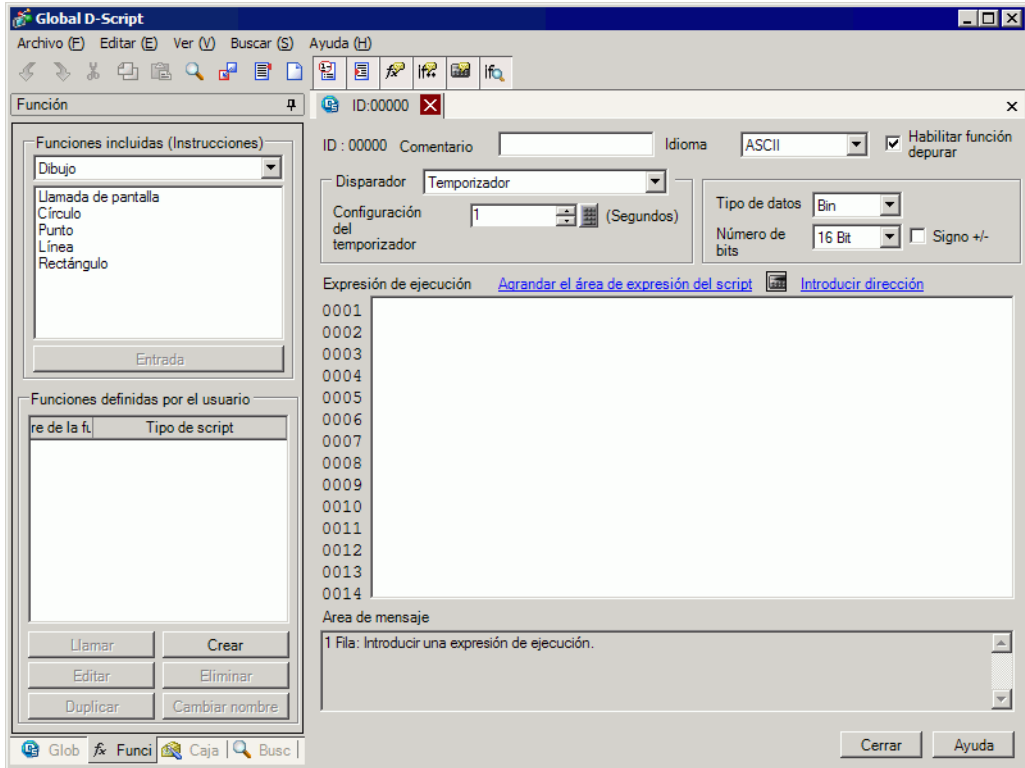 Global D-Script
Archivo (F) Editar (E) Ver (V) Buscar (S) Ayuda (H)
Función
ID:00000
Funciones incluidas (Instrucciones)
Dibujo
Llamada de pantalla
Círculo
Punto
Línea
Rectángulo
Entrada
Funciones definidas por el usuario
re de la fu Tipo de script
Llamar Crear
Editar Eliminar
Duplicar Cambiar nombre
Glob fx Funci Caja Busc
ID : 00000 Comentario Idioma ASCII Habilitar función
depurar
Disparador Temporizador
Configuración
del
temporizador
1 (Segundos)
Tipo de datos Bin
Número de
bits
16 Bit Signo +/-
Expresión de ejecución Agrandar el área de expresión del script Introducir dirección
0001
0002
0003
0004
0005
0006
0007
0008
0009
0010
0011
0012
0013
0014
Area de mensaje
1 Fila: Introducir una expresión de ejecución.
Cerrar Ayuda